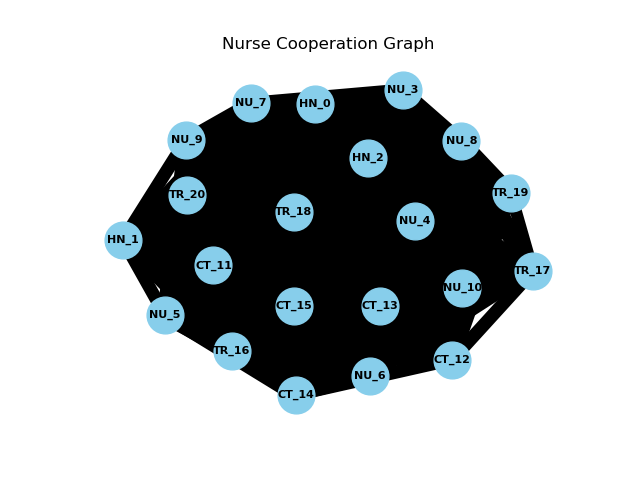 Nurse Cooperation Graph
NU_3
NU_7
HN_0
NU_9
NU_8
HN_2
TR_20
TR_19
TR_18
NU_4
HN_1
CT_11
TR_17
NU_10
CT_15
CT_13
NU_5
TR_16
CT_12
NU_6
CT_14